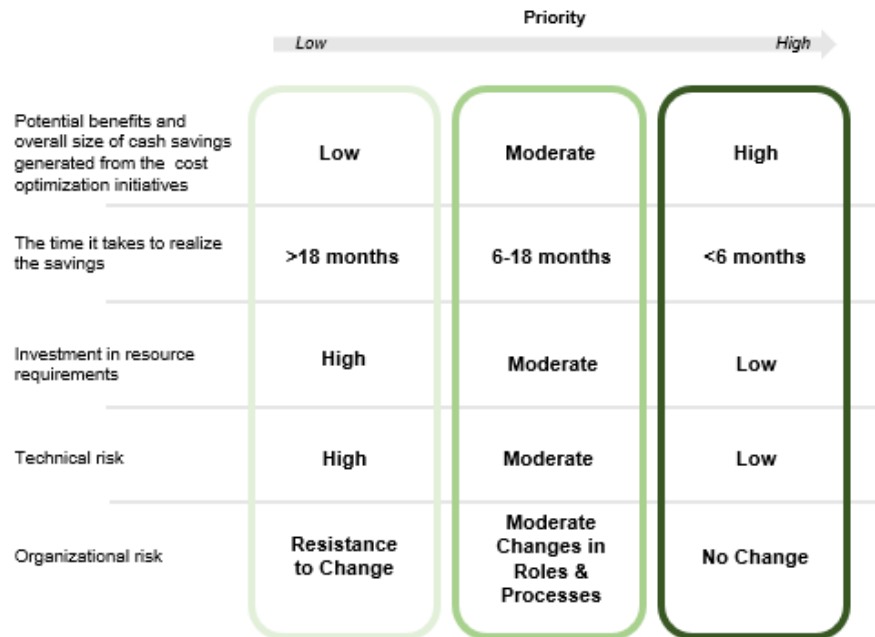 Priority
Low
High
Potential benefits and
overall size of cash savings
generated from the cost
optimization initiatives
Low
Moderate
High
The time it takes to realize
the savings
>18 months
6-18 months
<6 months
Investment in resource
requirements
High
Moderate
Low
Technical risk
High
Moderate
Low
Organizational risk
Resistance
to Change
Moderate
Changes in
Roles &
Processes
No Change